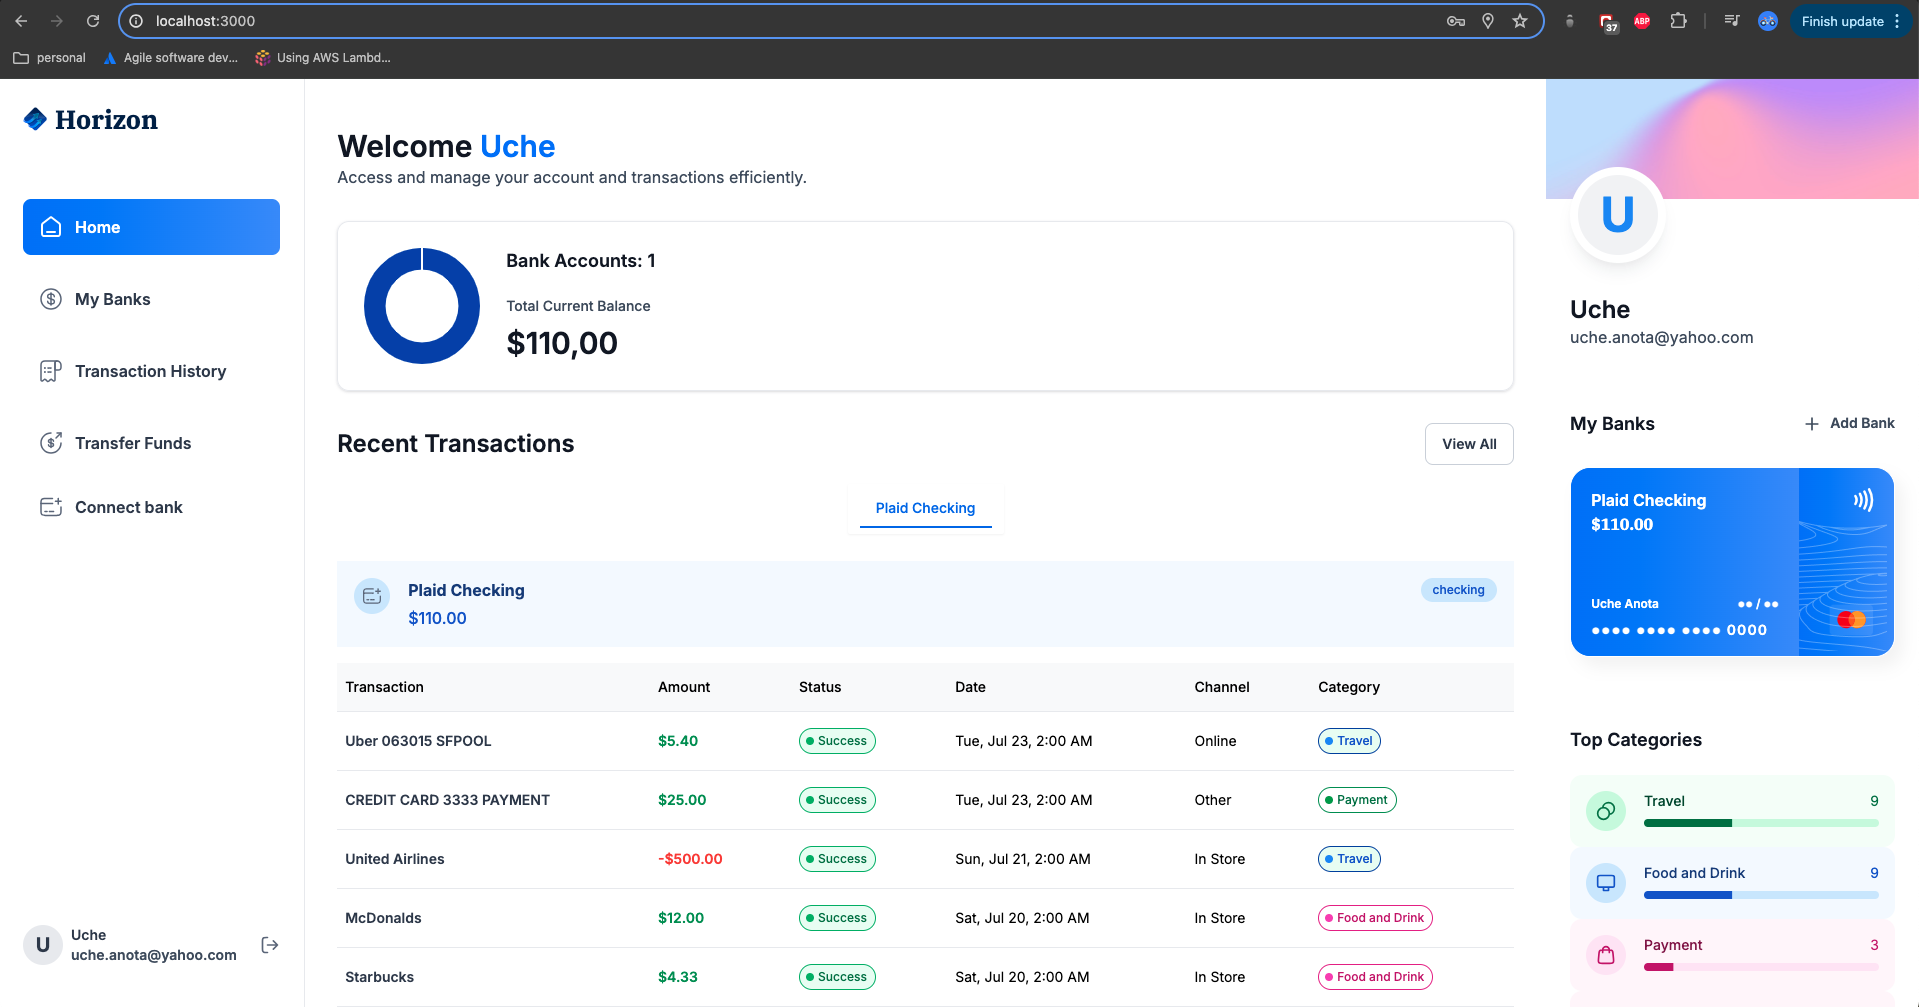 localhost:3000
37
ABP
Finish update
personal
Agile software dev...
Using AWS Lambd...
Horizon
Home
My Banks
Transaction History
Transfer Funds
Connect bank
U
Uche
uche.anota@yahoo.com
Welcome Uche
Access and manage your account and transactions efficiently.
Bank Accounts: 1
Total Current Balance
$110,00
Recent Transactions
View All
Plaid Checking
Plaid Checking
checking
$110.00
Transaction Amount Status Date Channel Category
Uber 063015 SFPOOL $5.40 Success Tue, Jul 23, 2:00 AM Online Travel
CREDIT CARD 3333 PAYMENT $25.00 Success Tue, Jul 23, 2:00 AM Other Payment
United Airlines -$500.00 Success Sun, Jul 21, 2:00 AM In Store Travel
McDonalds $12.00 Success Sat, Jul 20, 2:00 AM In Store Food and Drink
Starbucks $4.33 Success Sat, Jul 20, 2:00 AM In Store Food and Drink
U
Uche
uche.anota@yahoo.com
My Banks
+ Add Bank
Plaid Checking
$110.00
Uche Anota ●● / ●●
●●●● ●●●● ●●●● 0000
Top Categories
Travel 9
Food and Drink 9
Payment 3